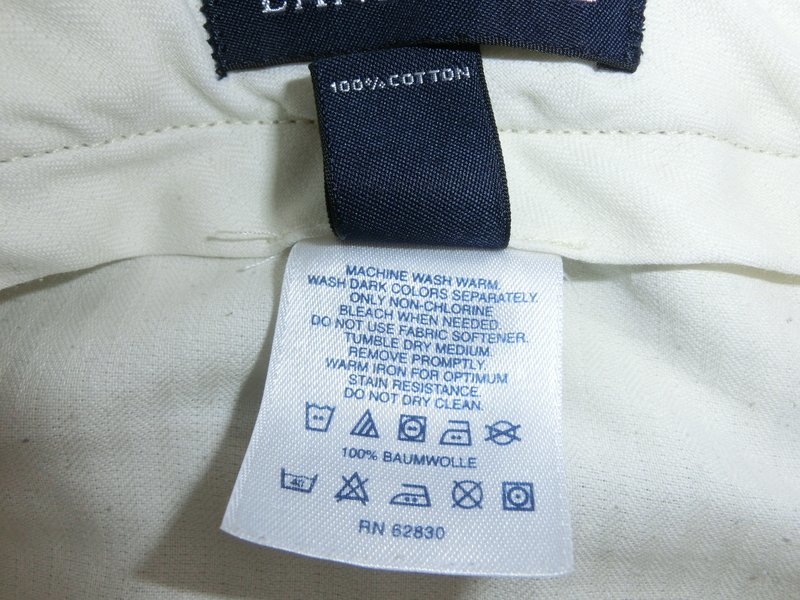 100% COTTON
MACHINE WASH WARM.
WASH DARK COLORS SEPARATELY.
ONLY NON-CHLORINE
BLEACH WHEN NEEDED.
DO NOT USE FABRIC SOFTENER.
TUMBLE DRY MEDIUM.
REMOVE PROMPTLY.
WARM IRON FOR OPTIMUM
STAIN RESISTANCE.
DO NOT DRY CLEAN.
100% BAUMWOLLE
RN 62830